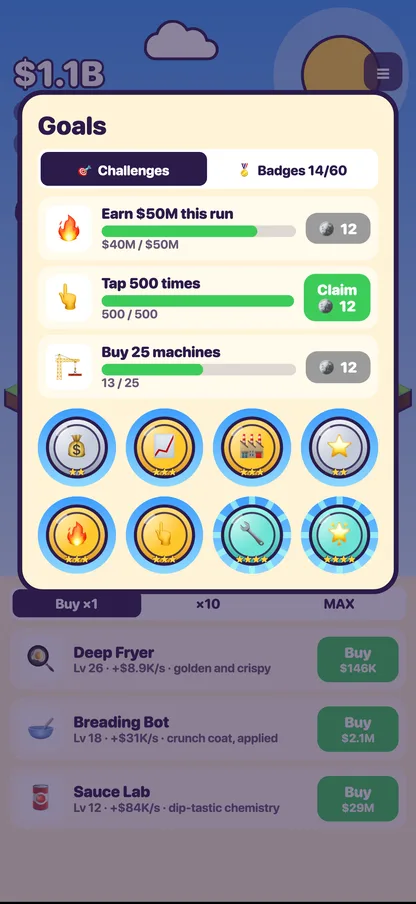 $1.1B
Goals
Challenges
Badges 14/60
Earn $50M this run
$40M / $50M
12
Tap 500 times
500 / 500
Claim
12
Buy 25 machines
13 / 25
12
Buy ×1
×10
MAX
Deep Fryer
Lv 26 · +$8.9K/s · golden and crispy
Buy
$146K
Breading Bot
Lv 18 · +$31K/s · crunch coat, applied
Buy
$2.1M
Sauce Lab
Lv 12 · +$84K/s · dip-tastic chemistry
Buy
$29M